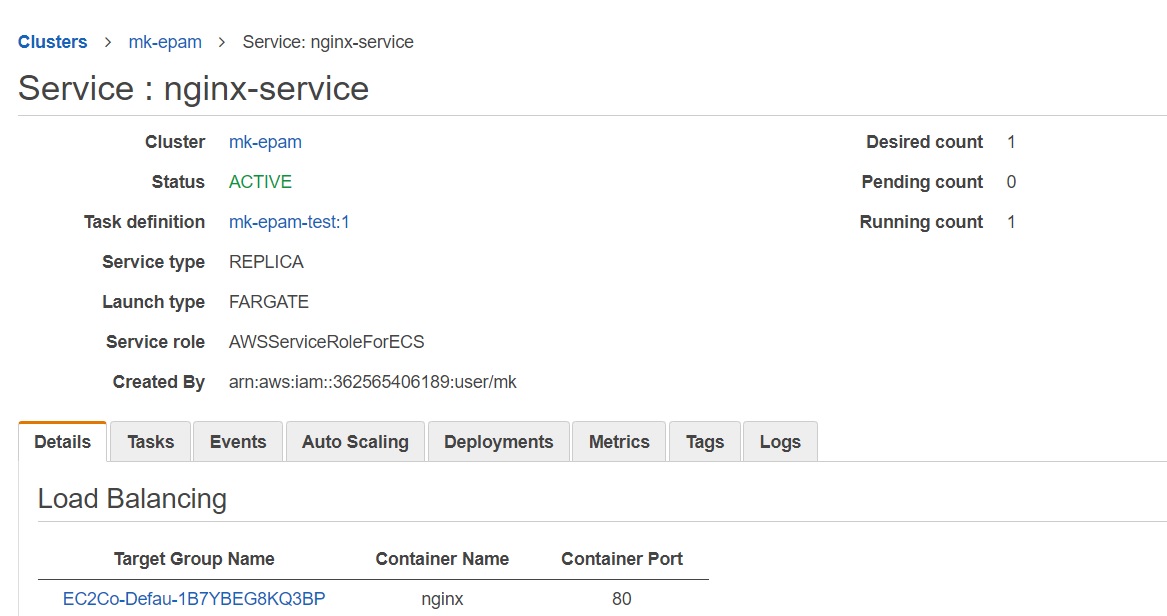 Clusters > mk-epam > Service: nginx-service
Service : nginx-service
Cluster mk-epam Desired count 1
Status ACTIVE Pending count 0
Task definition mk-epam-test:1 Running count 1
Service type REPLICA
Launch type FARGATE
Service role AWSServiceRoleForECS
Created By arn:aws:iam::362565406189:user/mk
Details Tasks Events Auto Scaling Deployments Metrics Tags Logs
Load Balancing
Target Group Name Container Name Container Port
EC2Co-Defau-1B7YBEG8KQ3BP nginx 80